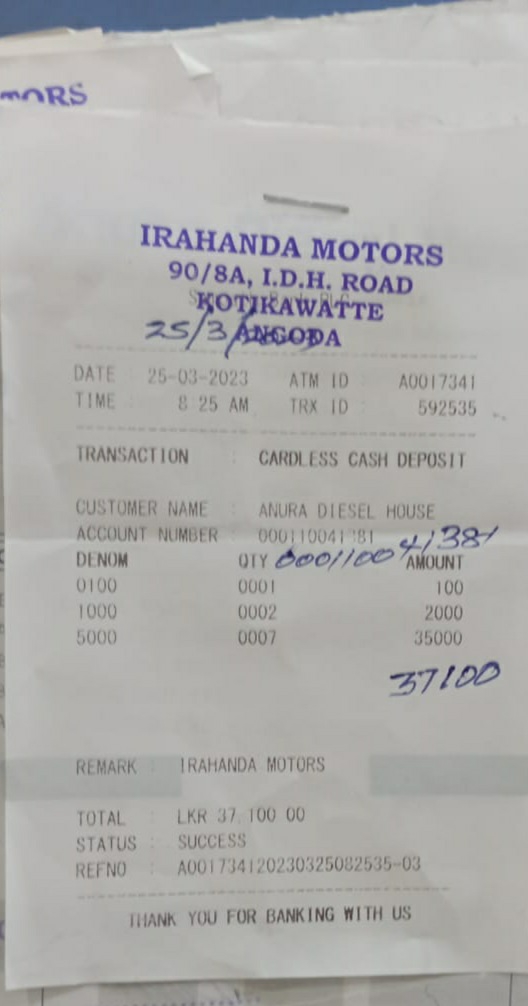 MORS
IRAHANDA MOTORS
90/8A, I.D.H. ROAD
KOTIKAWATTE
25/3/
ANGODA
DATE : 25-03-2023 ATM ID : A0017341
TIME : 8 25 AM TRX ID : 592535
TRANSACTION : CARDLESS CASH DEPOSIT
CUSTOMER NAME : ANURA DIESEL HOUSE
ACCOUNT NUMBER : 000110041381
000110041381
DENOM QTY AMOUNT
0100 0001 100
1000 0002 2000
5000 0007 35000
37100
REMARK : IRAHANDA MOTORS
TOTAL : LKR 37 100 00
STATUS : SUCCESS
REFNO : A001734120230325082535-03
THANK YOU FOR BANKING WITH US